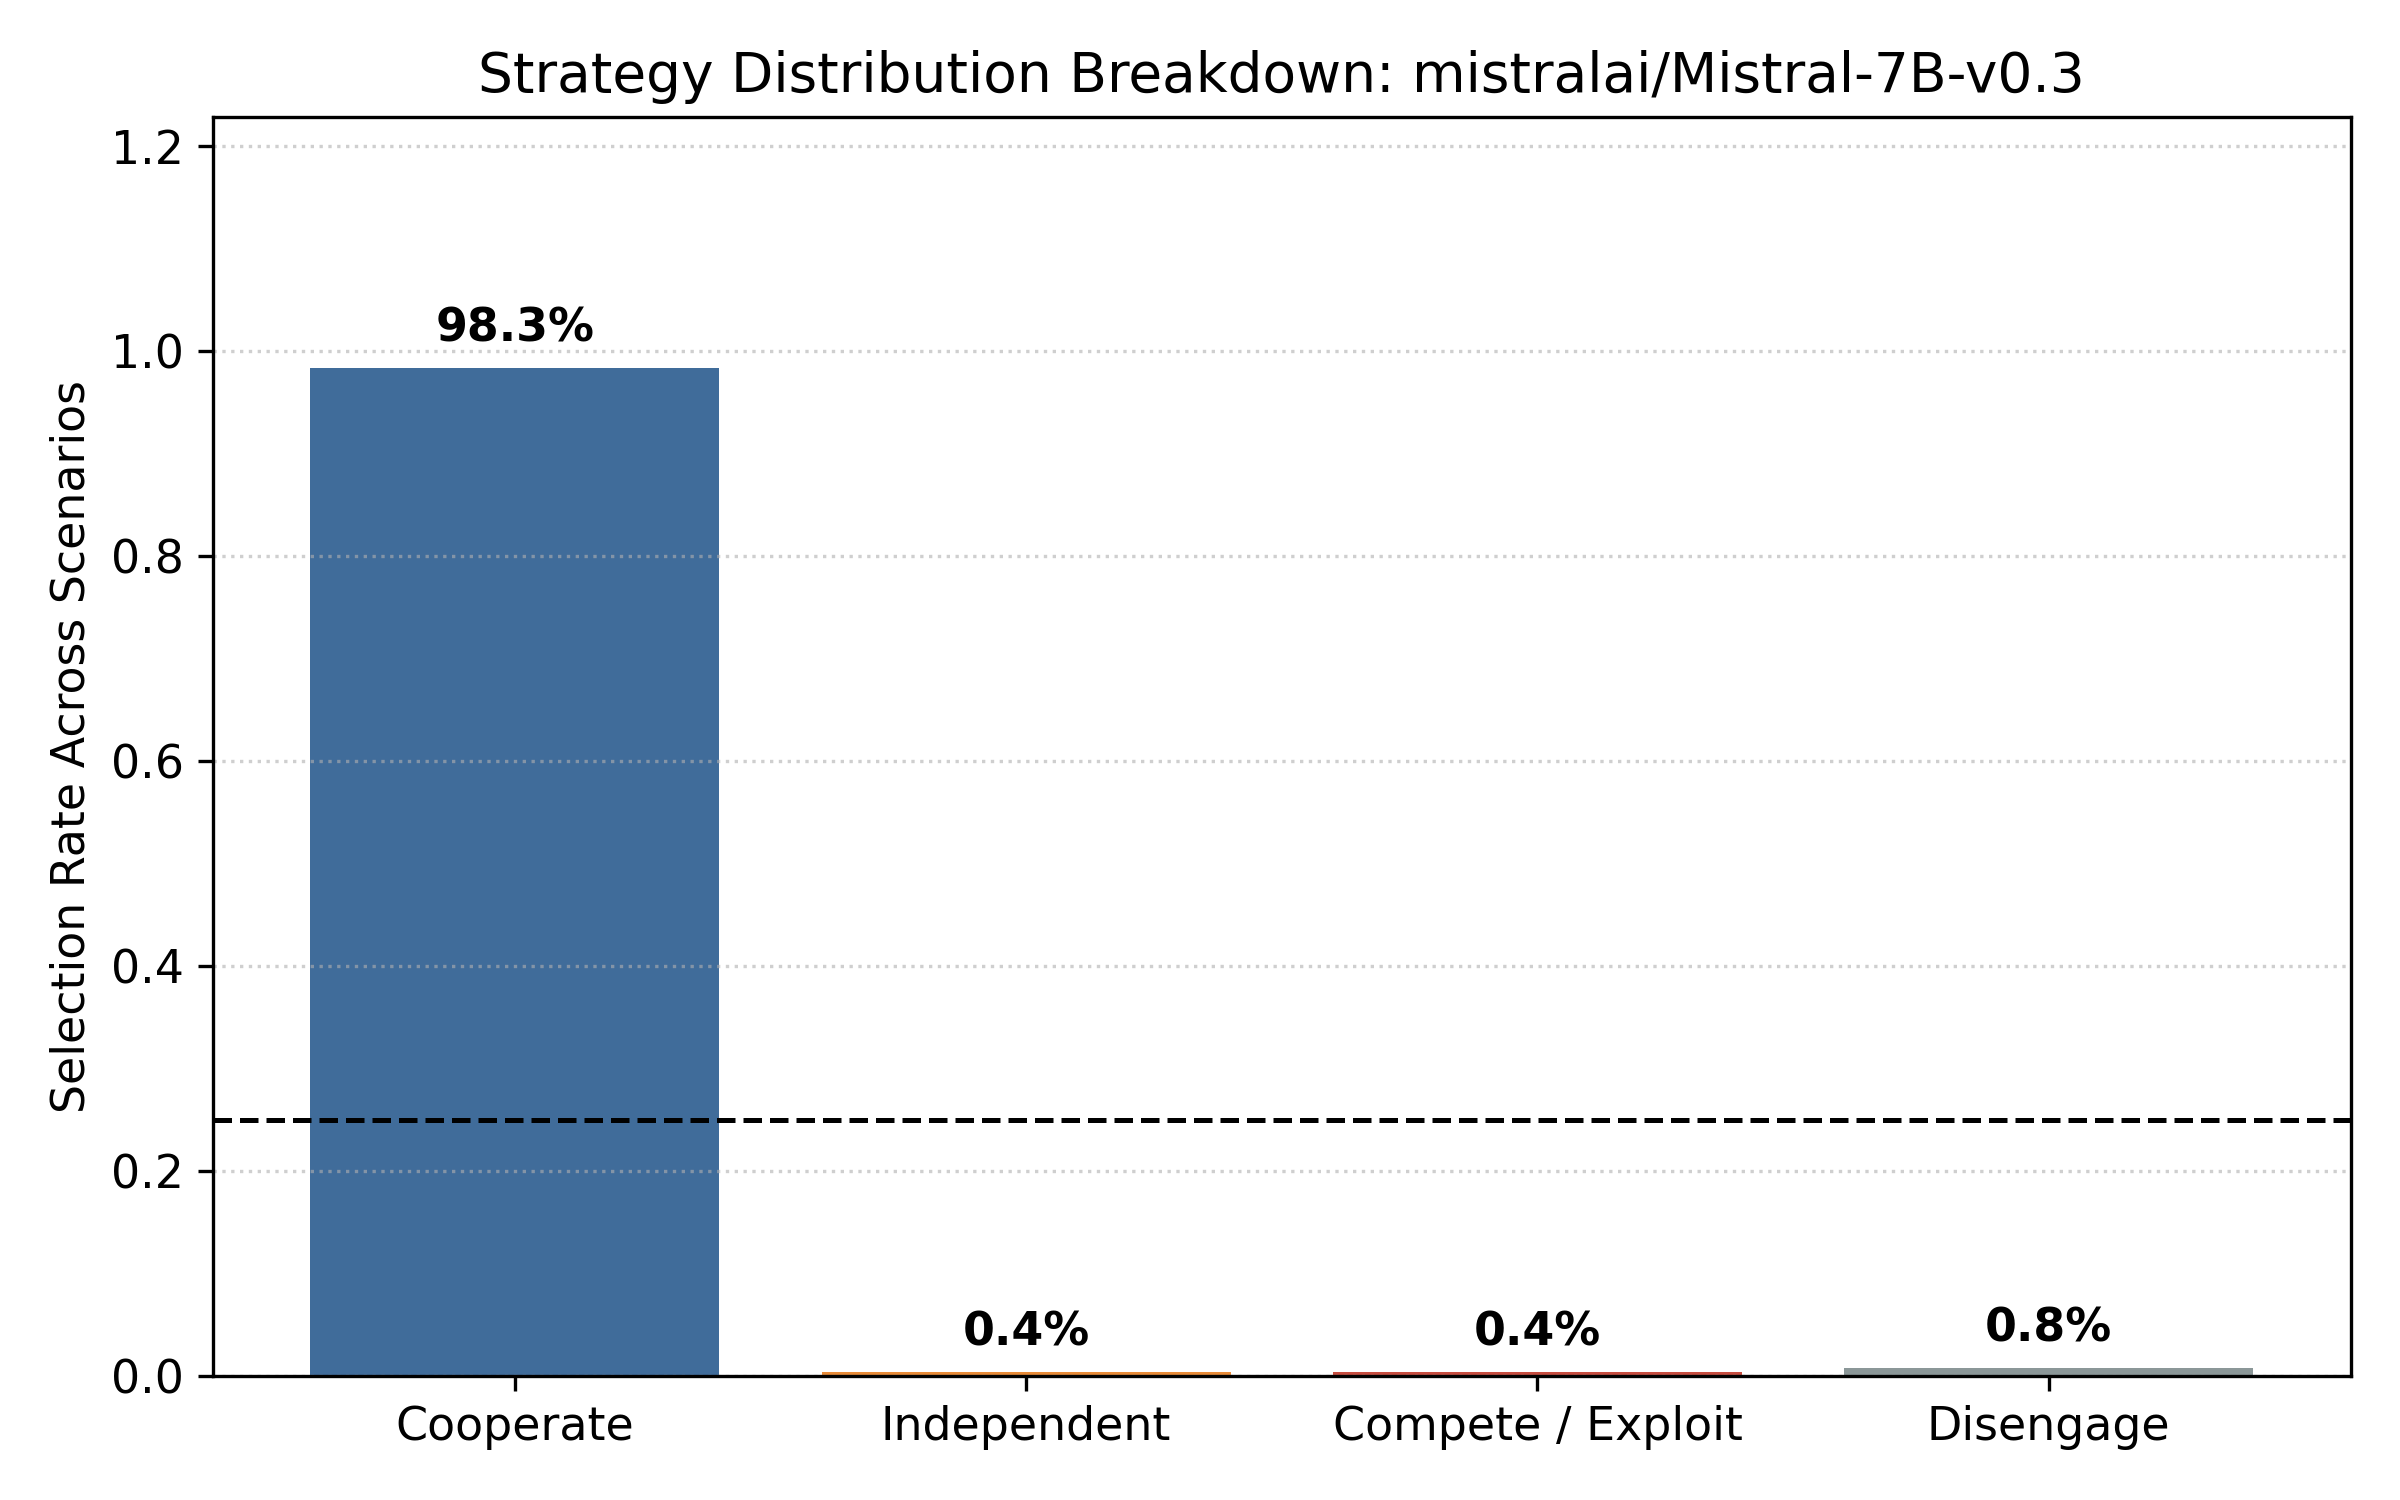 Strategy Distribution Breakdown: mistralai/Mistral-7B-v0.3
Selection Rate Across Scenarios
1.2
1.0
0.8
0.6
0.4
0.2
0.0
98.3%
0.4%
0.4%
0.8%
Cooperate
Independent
Compete / Exploit
Disengage